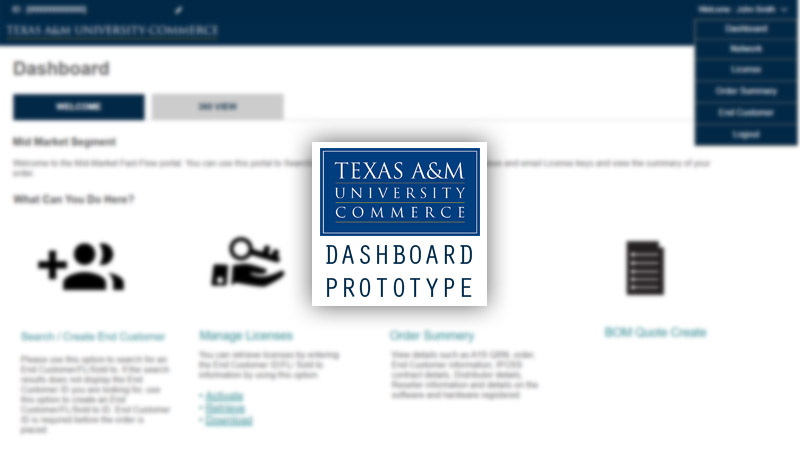 Welcome John Smith
TEXAS A&M UNIVERSITY COMMERCE
Dashboard
Network
License
Order Summary
End Customer
Logout
Dashboard
WELCOME
360 VIEW
Mid Market Segment
Welcome to the Mid-Market Fast Flow portal. You can use this portal to Search
and email License keys and view the summary of your
order.
What Can You Do Here?
TEXAS A&M
UNIVERSITY
COMMERCE
DASHBOARD
PROTOTYPE
Search / Create End Customer
Please use this option to search for an
End Customer/FL/Sold to. If the search
results does not display the End
Customer ID you are looking for, use
this option to create an End
Customer/FL/Sold to ID. End Customer
ID is required before the order is
placed.
Manage Licenses
You can retrieve licenses by entering
the End Customer ID/FL/ Sold to
information by using this option.
• Activate
• Retrieve
• Download
Order Summary
View details such as
order,
End Customer information,
contract details, Distributor details,
Reseller information and details on the
software and hardware registered
BOM Quote Create